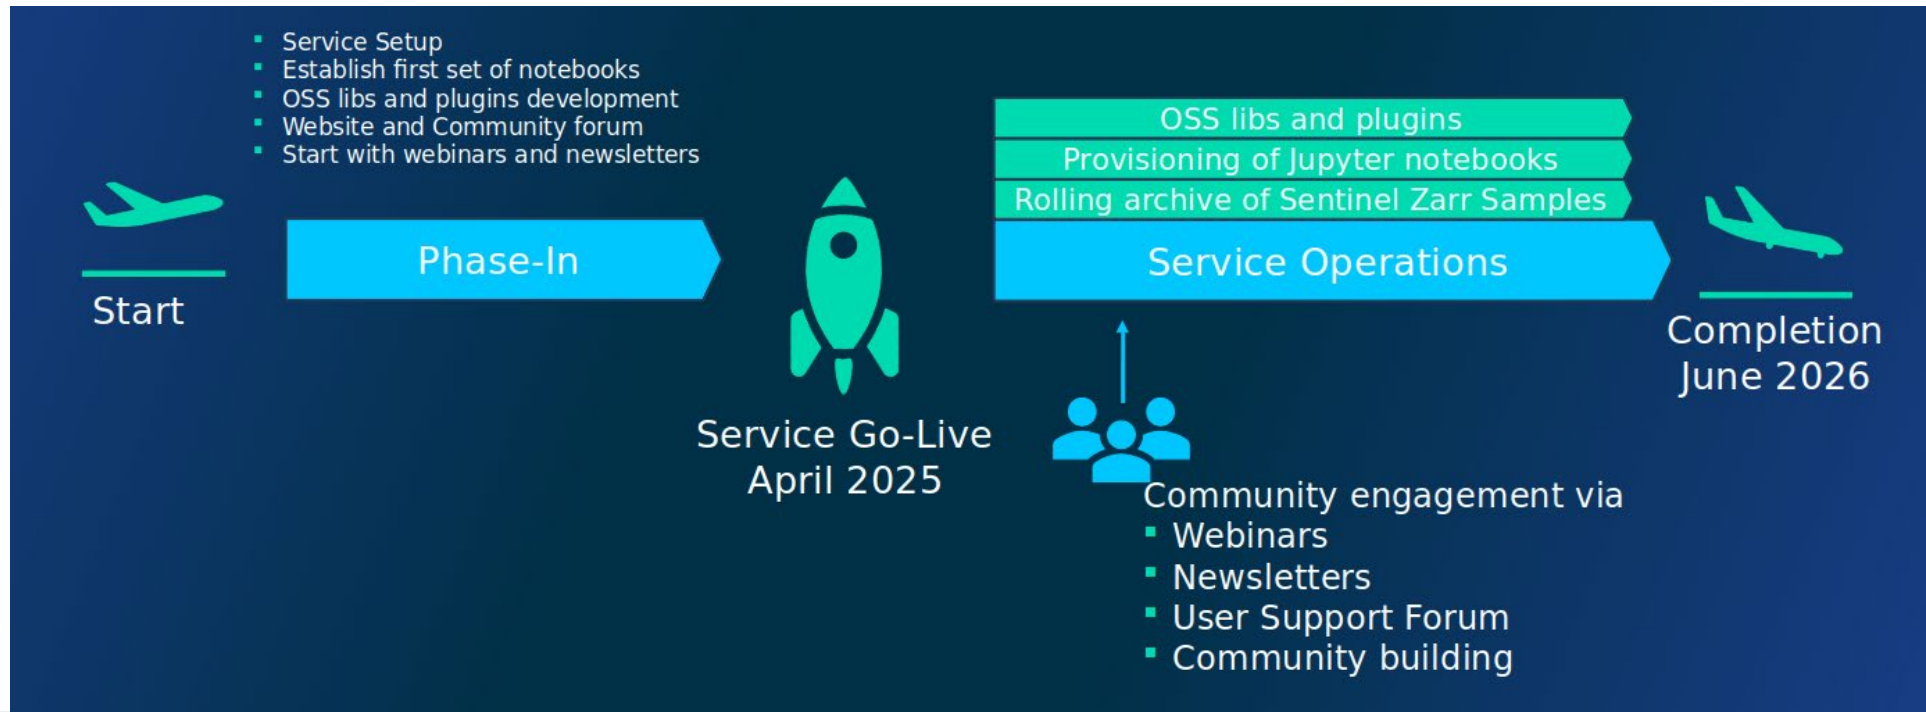 Service Setup
Establish first set of notebooks
OSS libs and plugins development
Website and Community forum
Start with webinars and newsletters
Start
Phase-In
Service Go-Live
April 2025
OSS libs and plugins
Provisioning of Jupyter notebooks
Rolling archive of Sentinel Zarr Samples
Service Operations
Completion
June 2026
Community engagement via
Webinars
Newsletters
User Support Forum
Community building